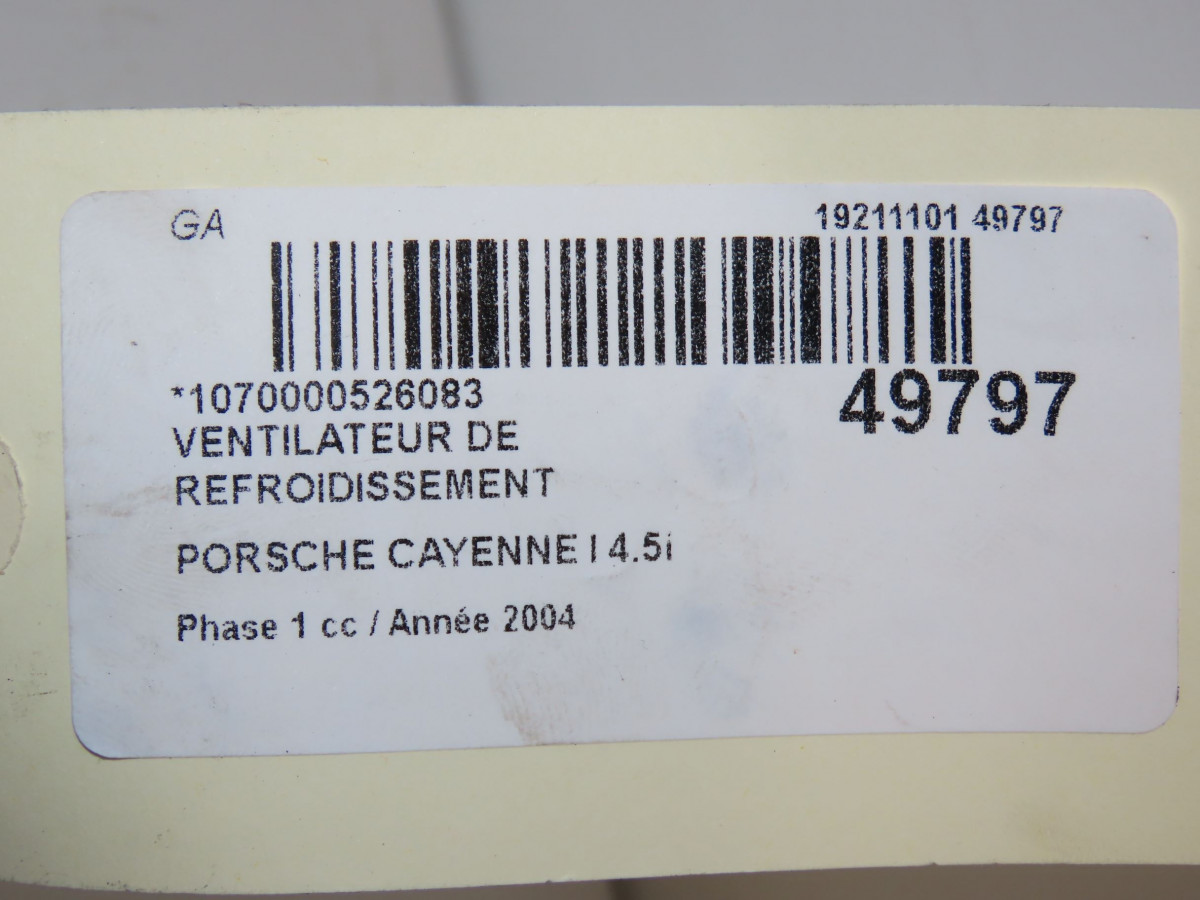 GA
19211101 49797
*1070000526083
49797
VENTILATEUR DE
REFROIDISSEMENT
PORSCHE CAYENNE I 4.5i
Phase 1 cc / Année 2004